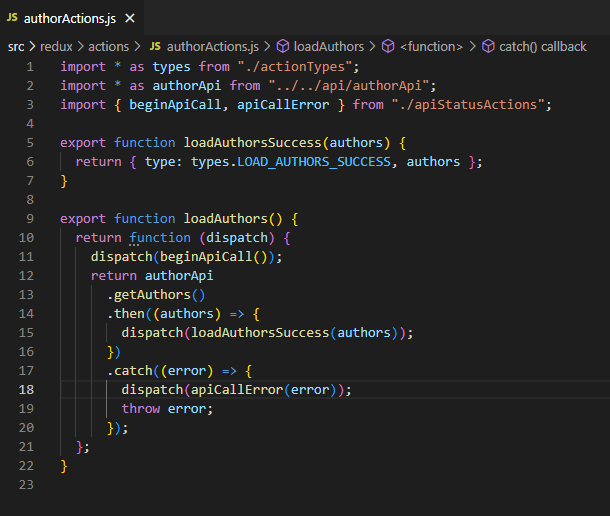 JS authorActions.js ×
src > redux > actions > JS authorActions.js > loadAuthors > <function> > catch() callback
1 import * as types from "./actionTypes";
2 import * as authorApi from "../../api/authorApi";
3 import { beginApiCall, apiCallError } from "./apiStatusActions";
4
5 export function loadAuthorsSuccess(authors) {
6   return { type: types.LOAD_AUTHORS_SUCCESS, authors };
7 }
8
9 export function loadAuthors() {
10   return function (dispatch) {
11     dispatch(beginApiCall());
12     return authorApi
13       .getAuthors()
14       .then((authors) => {
15         dispatch(loadAuthorsSuccess(authors));
16       })
17       .catch((error) => {
18         dispatch(apiCallError(error));
19         throw error;
20       });
21   };
22 }
23